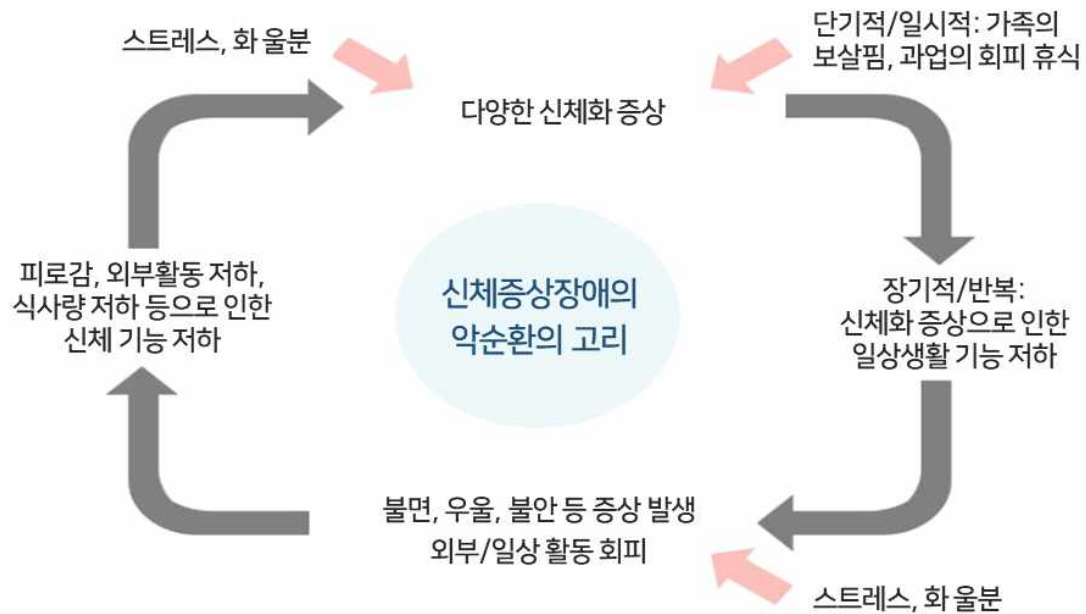 스트레스, 화 울분
단기적/일시적: 가족의
보살핌, 과업의 회피 휴식
다양한 신체화 증상
피로감, 외부활동 저하,
식사량 저하 등으로 인한
신체 기능 저하
신체증상장애의
악순환의 고리
장기적/반복:
신체화 증상으로 인한
일상생활 기능 저하
불면, 우울, 불안 등 증상 발생
외부/일상 활동 회피
스트레스, 화 울분